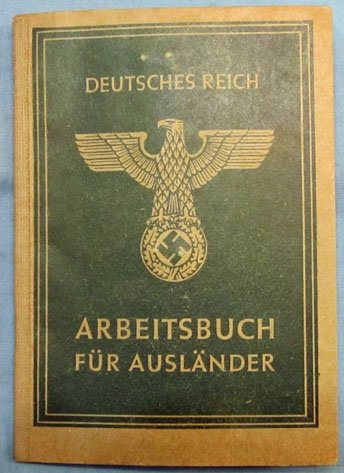 DEUTSCHES REICH
ARBEITSBUCH
FÜR AUSLÄNDER